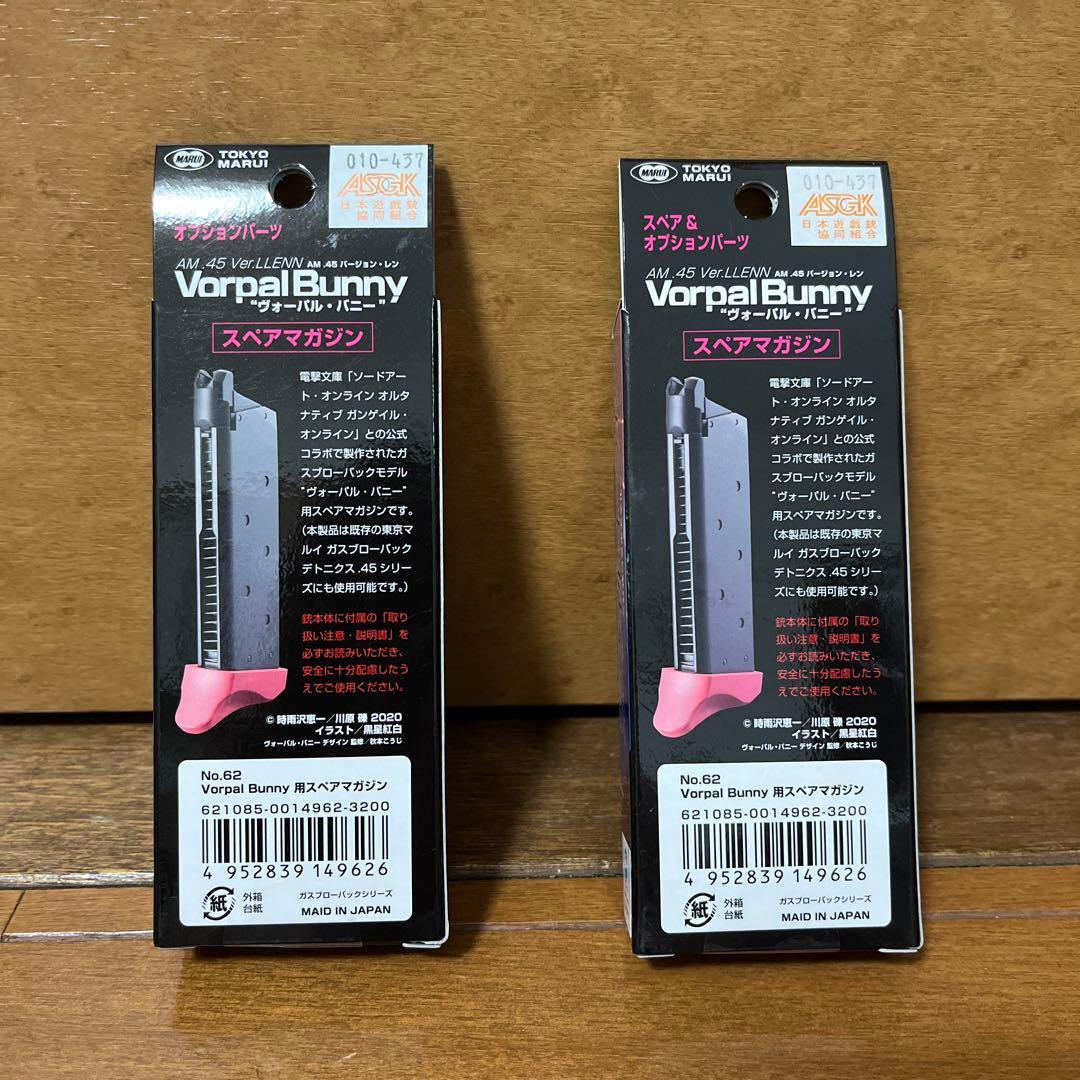 MARUI
TOKYO
MARUI
010-437
ASGK
日本遊戯銃
協同組合
オプションパーツ
AM .45 Ver.LLENN AM .45 バージョン・レン
Vorpal Bunny
"ヴォーパル・バニー"
スペアマガジン
電撃文庫「ソードアー
ト・オンライン オルタ
ナティブ ガンゲイル・
オンライン」との公式
コラボで製作されたガ
スブローバックモデル
"ヴォーパル・バニー"
用スペアマガジンです。
(本製品は既存の東京マ
ルイ ガスブローバック
デトニクス .45 シリー
ズにも使用可能です。)
銃本体に付属の「取り
扱い注意・説明書」を
必ずお読みいただき、
安全に十分配慮したう
えでご使用ください。
© 時雨沢恵一/川原 礫 2020
イラスト/黒星紅白
ヴォーパル・バニー デザイン 監修/秋本こうじ
No.62
Vorpal Bunny 用スペアマガジン
621085-0014962-3200
4 952839 149626
紙
外箱
台紙
ガスブローバックシリーズ
MAID IN JAPAN
MARUI
TOKYO
MARUI
010-437
ASGK
日本遊戯銃
協同組合
スペア&
オプションパーツ
AM .45 Ver.LLENN AM .45 バージョン・レン
Vorpal Bunny
"ヴォーパル・バニー"
スペアマガジン
電撃文庫「ソードアー
ト・オンライン オルタ
ナティブ ガンゲイル・
オンライン」との公式
コラボで製作されたガ
スブローバックモデル
"ヴォーパル・バニー"
用スペアマガジンです。
(本製品は既存の東京マ
ルイ ガスブローバック
デトニクス .45 シリー
ズにも使用可能です。)
銃本体に付属の「取り
扱い注意・説明書」を
必ずお読みいただき、
安全に十分配慮したう
えでご使用ください。
© 時雨沢恵一/川原 礫 2020
イラスト/黒星紅白
ヴォーパル・バニー デザイン 監修/秋本こうじ
No.62
Vorpal Bunny 用スペアマガジン
621085-0014962-3200
4 952839 149626
紙
外箱
台紙
ガスブローバックシリーズ
MAID IN JAPAN